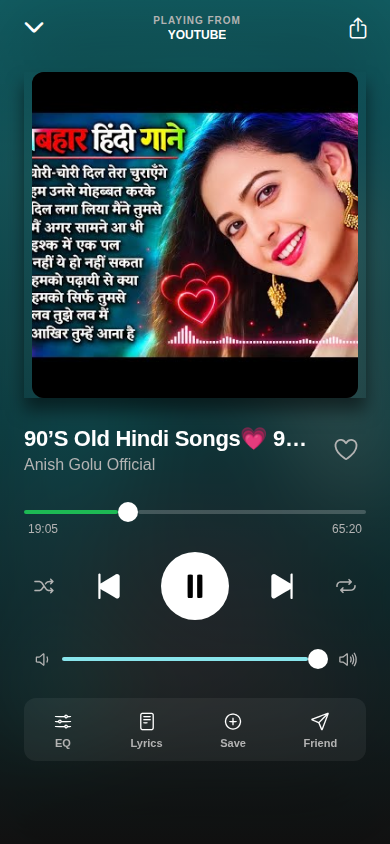 PLAYING FROM
YOUTUBE
बहार हिंदी गाने
चोरी-चोरी दिल तेरा चुराएँगे
हम उनसे मोहब्बत करके
दिल लगा लिया मैंने तुमसे
मैं अगर सामने आ भी
इश्क में एक पल
नहीं ये हो नहीं सकता
हमको पढ़ायी से क्या
हमको सिर्फ तुमसे
लव तुझे लव में
आखिर तुम्हें आना है
90’S Old Hindi Songs💗 9...
Anish Golu Official
19:05
65:20
EQ
Lyrics
Save
Friend